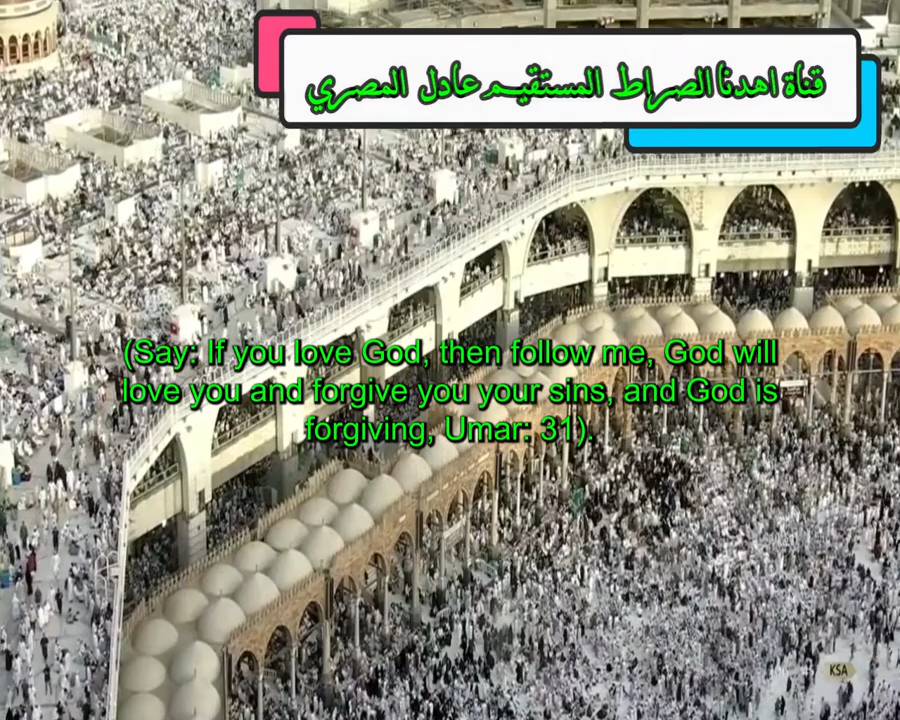 قناة اهدنا الصراط المستقيم عادل المصري
(Say: If you love God, then follow me, God will
love you and forgive you your sins, and God is
forgiving, Umar: 31).
KSA